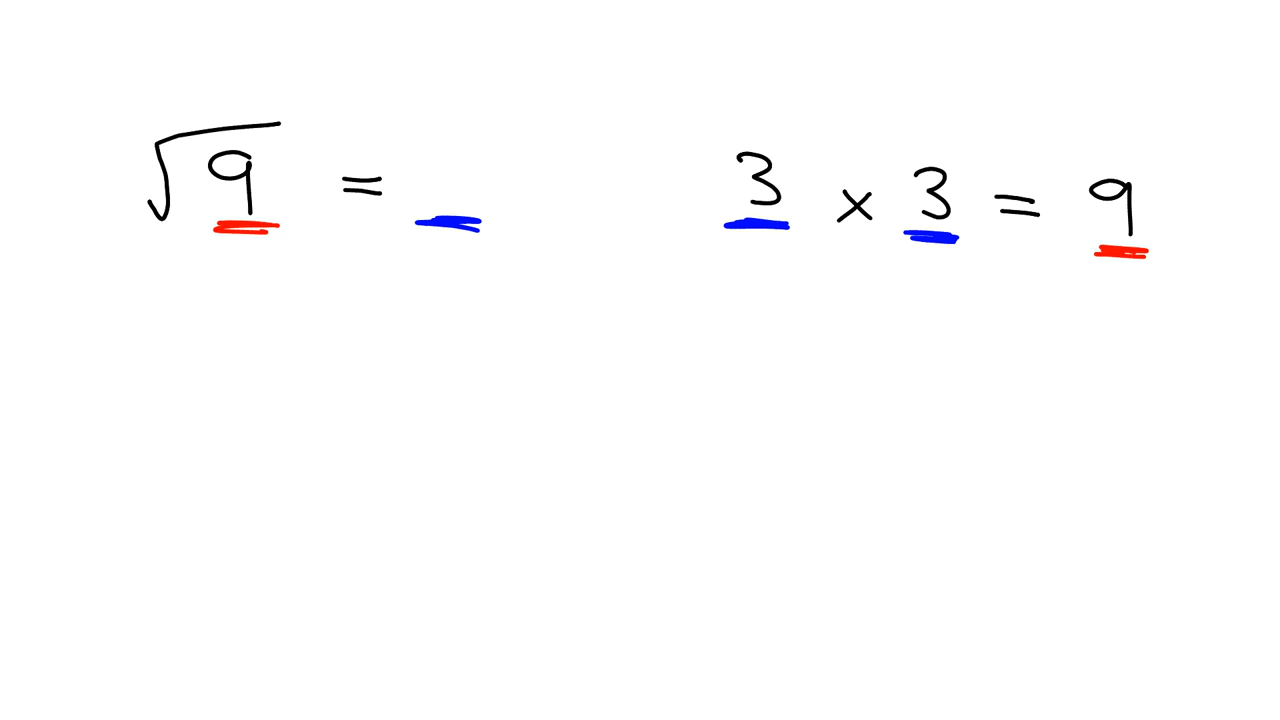 √9 =
3 × 3 = 9